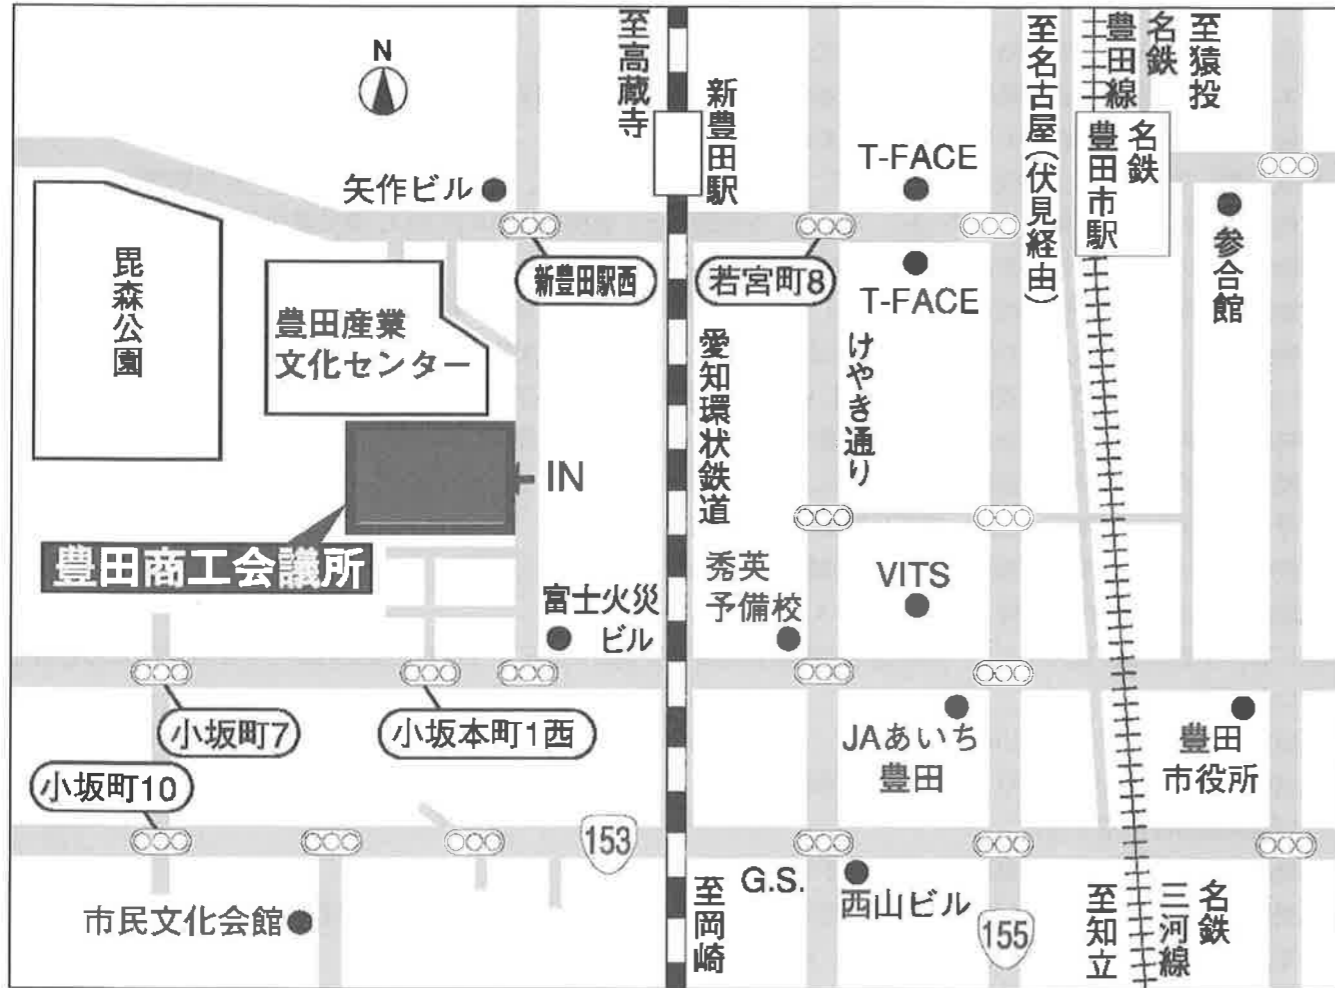 N
至高蔵寺
新豊田駅
至名古屋(伏見経由)
名鉄
豊田線
至猿投
名鉄
豊田市駅
矢作ビル
T-FACE
参合館
新豊田駅西
若宮町8
T-FACE
毘森公園
豊田産業
文化センター
愛知環状鉄道
けやき通り
IN
豊田商工会議所
富士火災
ビル
秀英
予備校
VITS
小坂町7
小坂本町1西
JAあいち
豊田
豊田
市役所
小坂町10
153
G.S.
西山ビル
市民文化会館
至岡崎
155
至知立
名鉄
三河線